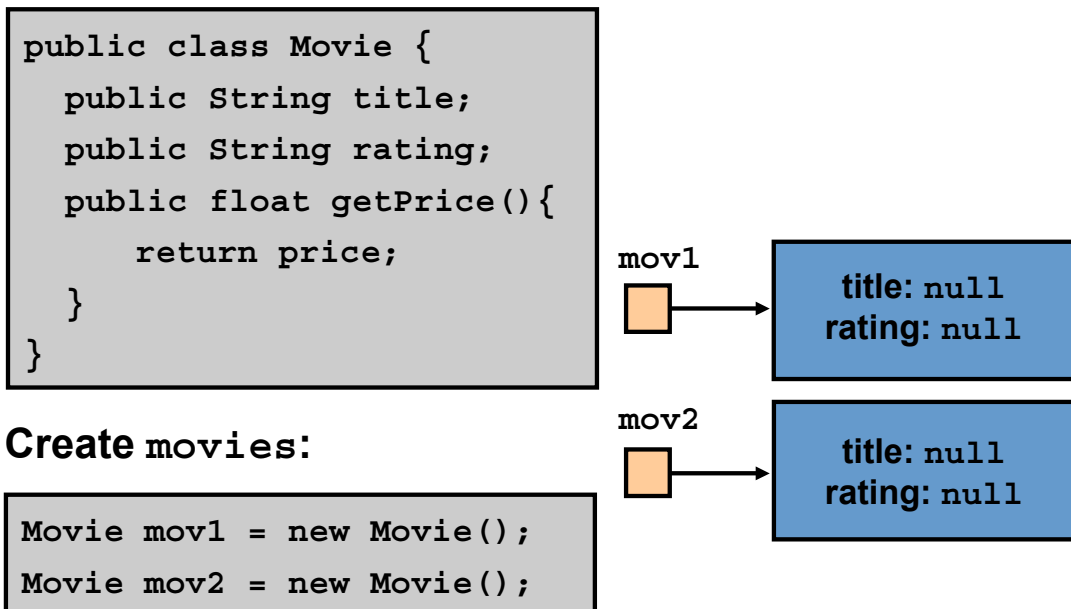 public class Movie {
public String title;
public String rating;
public float getPrice(){
return price;
}
}
Create movies:
Movie mov1 = new Movie();
Movie mov2 = new Movie();
mov1
title: null
rating: null
mov2
title: null
rating: null